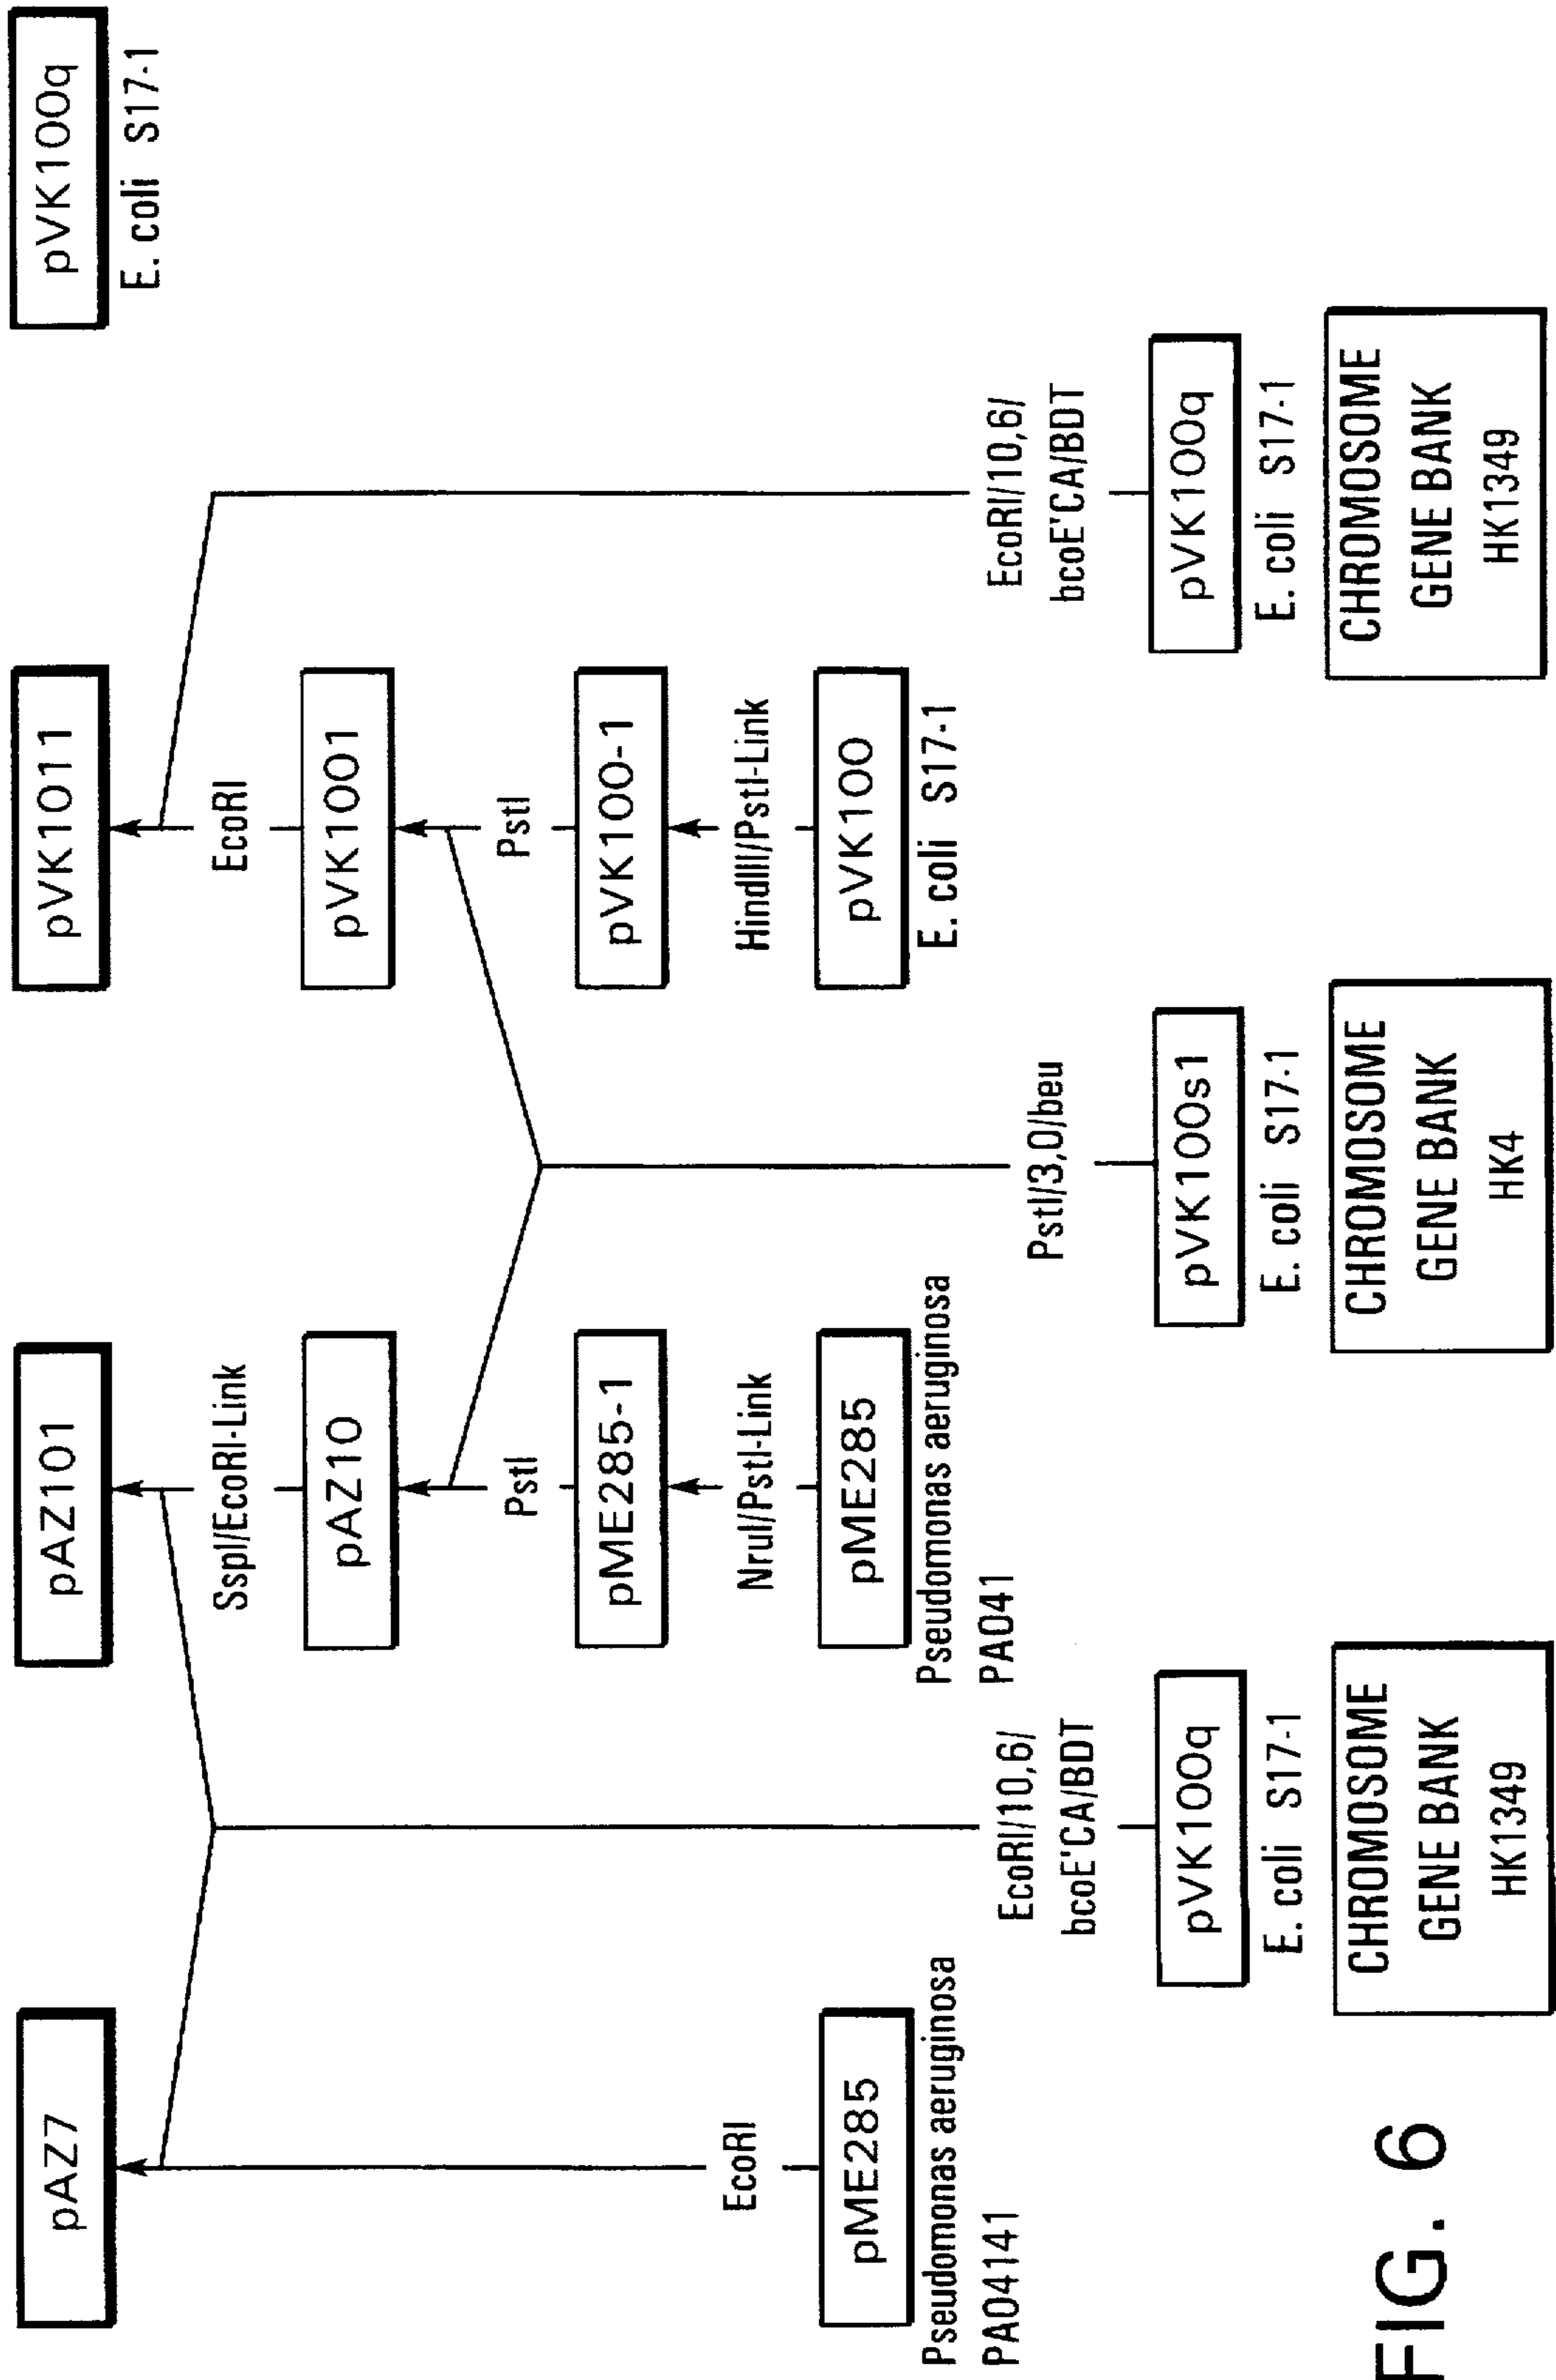 pAZ7
pAZ101
pVK1011
pVK100q
E. coli S17-1
SspI/EcoRI-Link
EcoRI
pAZ10
pVK1001
PstI
PstI
pME285-1
pVK100-1
EcoRI
NruI/PstI-Link
HindIII/PstI-Link
pME285
Pseudomonas aeruginosa
PAO4141
pME285
Pseudomonas aeruginosa
PAO41
pVK100
E. coli S17-1
EcoRI/10,6/
bcoE'CA/BDT
PstI/3,0/beu
EcoRI/10,6/
bcoE'CA/BDT
pVK100q
E. coli S17-1
pVK100s1
E. coli S17-1
pVK100q
E. coli S17-1
CHROMOSOME
GENE BANK
HK1349
CHROMOSOME
GENE BANK
HK4
CHROMOSOME
GENE BANK
HK1349
FIG. 6